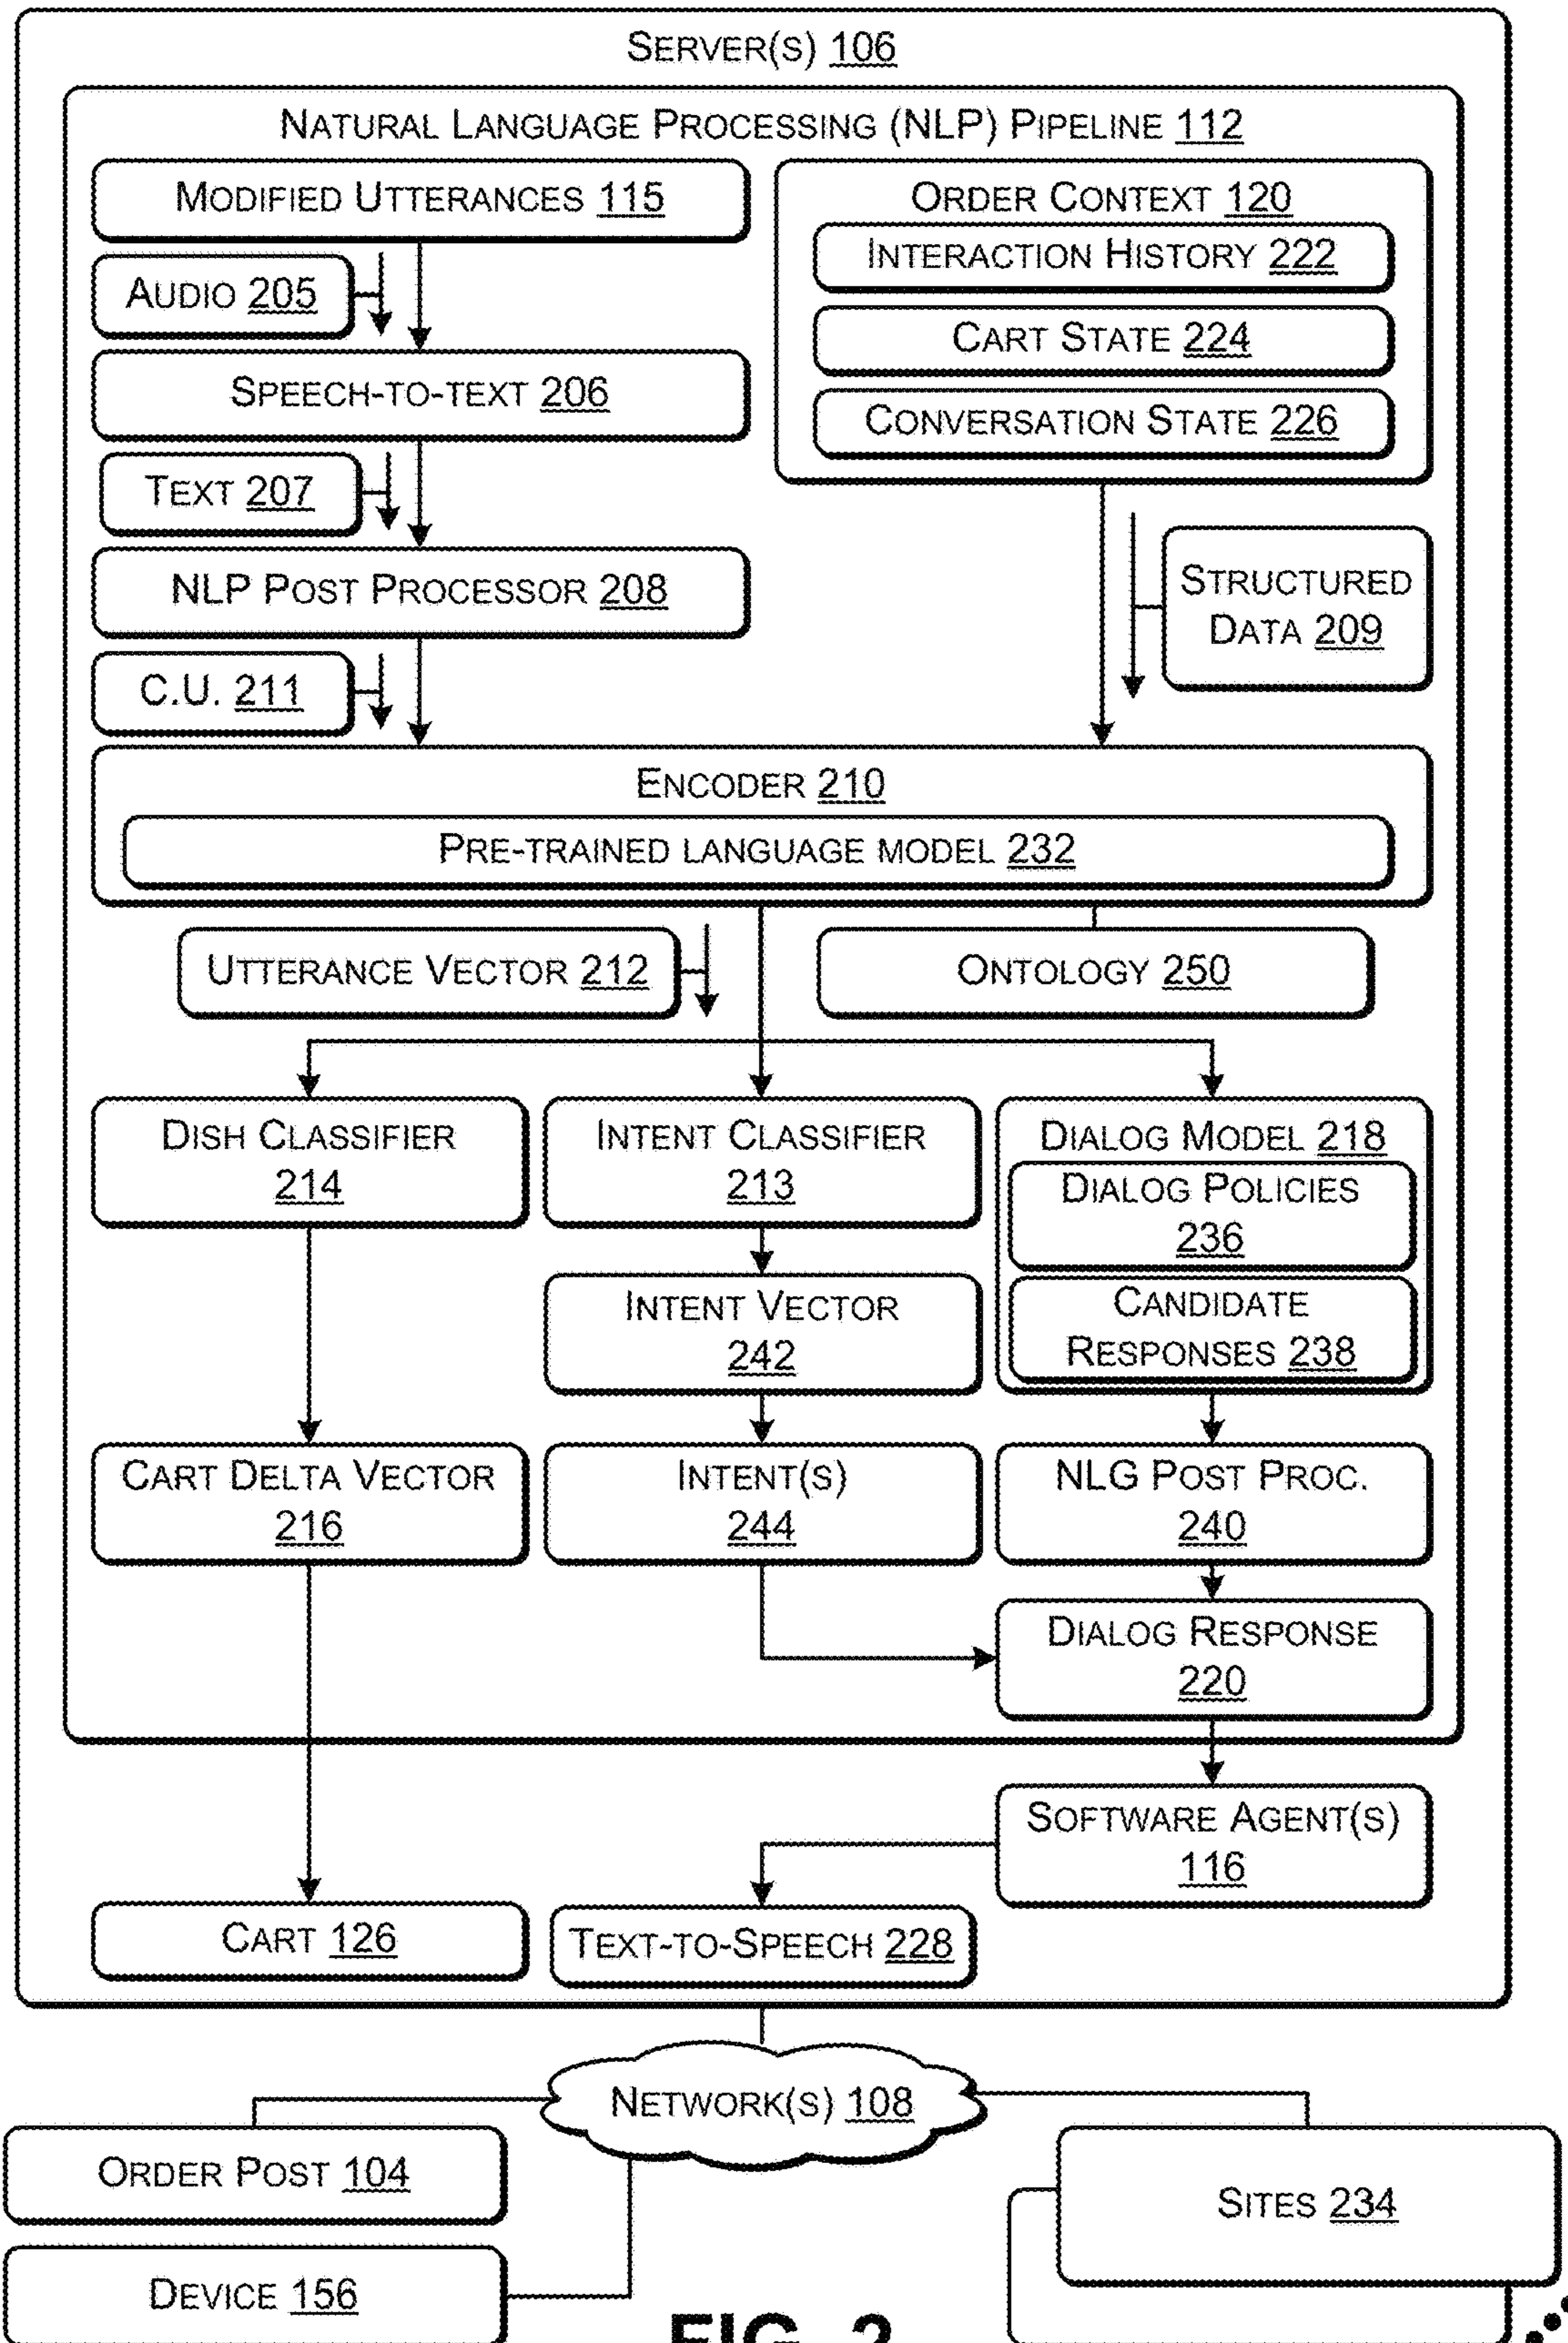 SERVER(S) 106
NATURAL LANGUAGE PROCESSING (NLP) PIPELINE 112
MODIFIED UTTERANCES 115
AUDIO 205
SPEECH-TO-TEXT 206
TEXT 207
NLP POST PROCESSOR 208
C.U. 211
ORDER CONTEXT 120
INTERACTION HISTORY 222
CART STATE 224
CONVERSATION STATE 226
STRUCTURED
DATA 209
ENCODER 210
PRE-TRAINED LANGUAGE MODEL 232
UTTERANCE VECTOR 212
ONTOLOGY 250
DISH CLASSIFIER
214
INTENT CLASSIFIER
213
DIALOG MODEL 218
DIALOG POLICIES
236
CANDIDATE
RESPONSES 238
INTENT VECTOR
242
CART DELTA VECTOR
216
INTENT(S)
244
NLG POST PROC.
240
DIALOG RESPONSE
220
SOFTWARE AGENT(S)
116
CART 126
TEXT-TO-SPEECH 228
NETWORK(S) 108
ORDER POST 104
SITES 234
DEVICE 156
FIG. 2